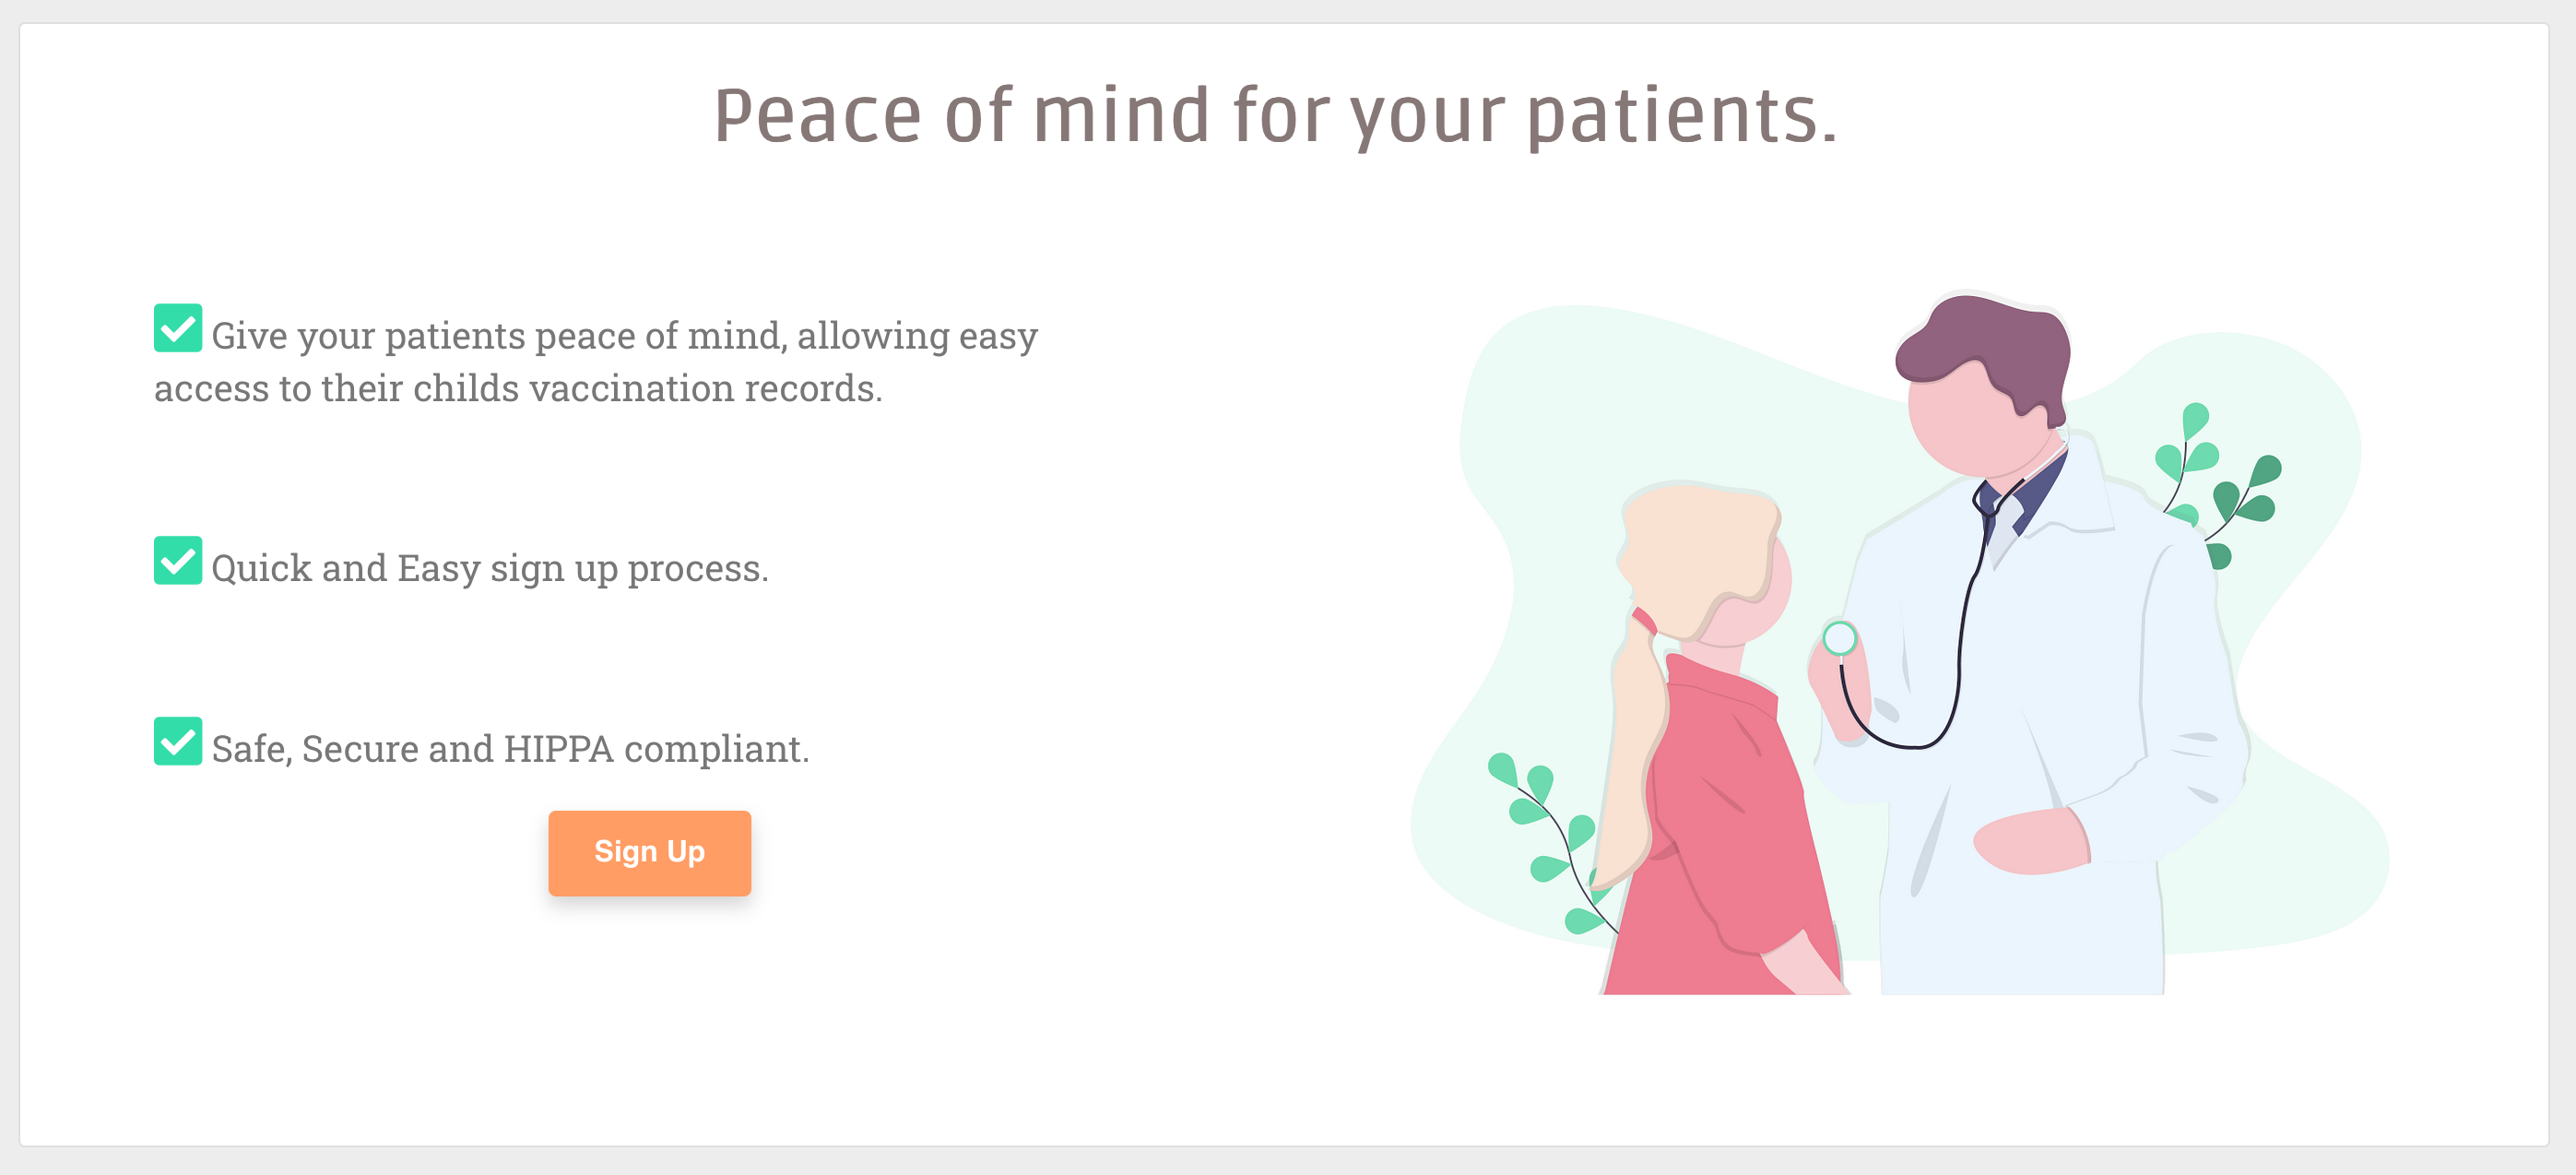 Peace of mind for your patients.
Give your patients peace of mind, allowing easy
access to their childs vaccination records.
Quick and Easy sign up process.
Safe, Secure and HIPPA compliant.
Sign Up